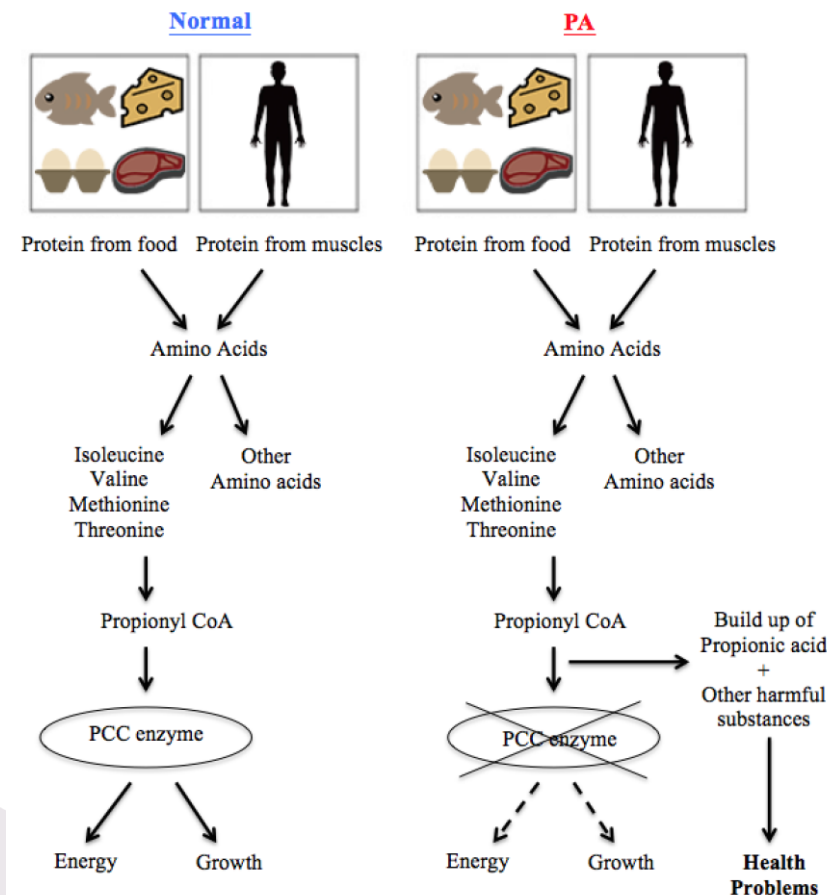 Normal
Protein from food
Protein from muscles
Amino Acids
Isoleucine
Valine
Methionine
Threonine
Other
Amino acids
Propionyl CoA
PCC enzyme
Energy
Growth
PA
Protein from food
Protein from muscles
Amino Acids
Isoleucine
Valine
Methionine
Threonine
Other
Amino acids
Propionyl CoA
Build up of
Propionic acid
+
Other harmful
substances
PCC enzyme
Energy
Growth
Health
Problems